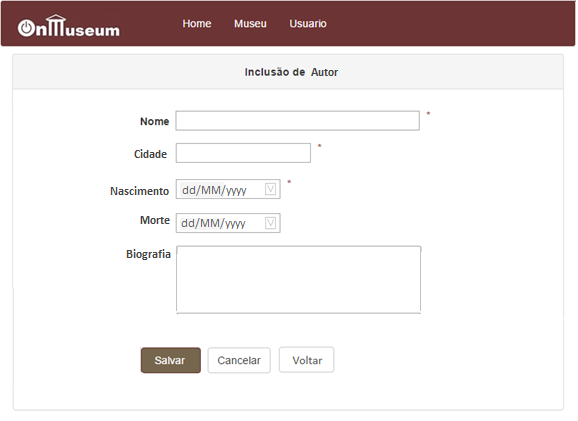 OnMuseum Home Museu Usuario
Inclusão de Autor
Nome *
Cidade *
Nascimento dd/MM/yyyy *
Morte dd/MM/yyyy
Biografia
Salvar Cancelar Voltar